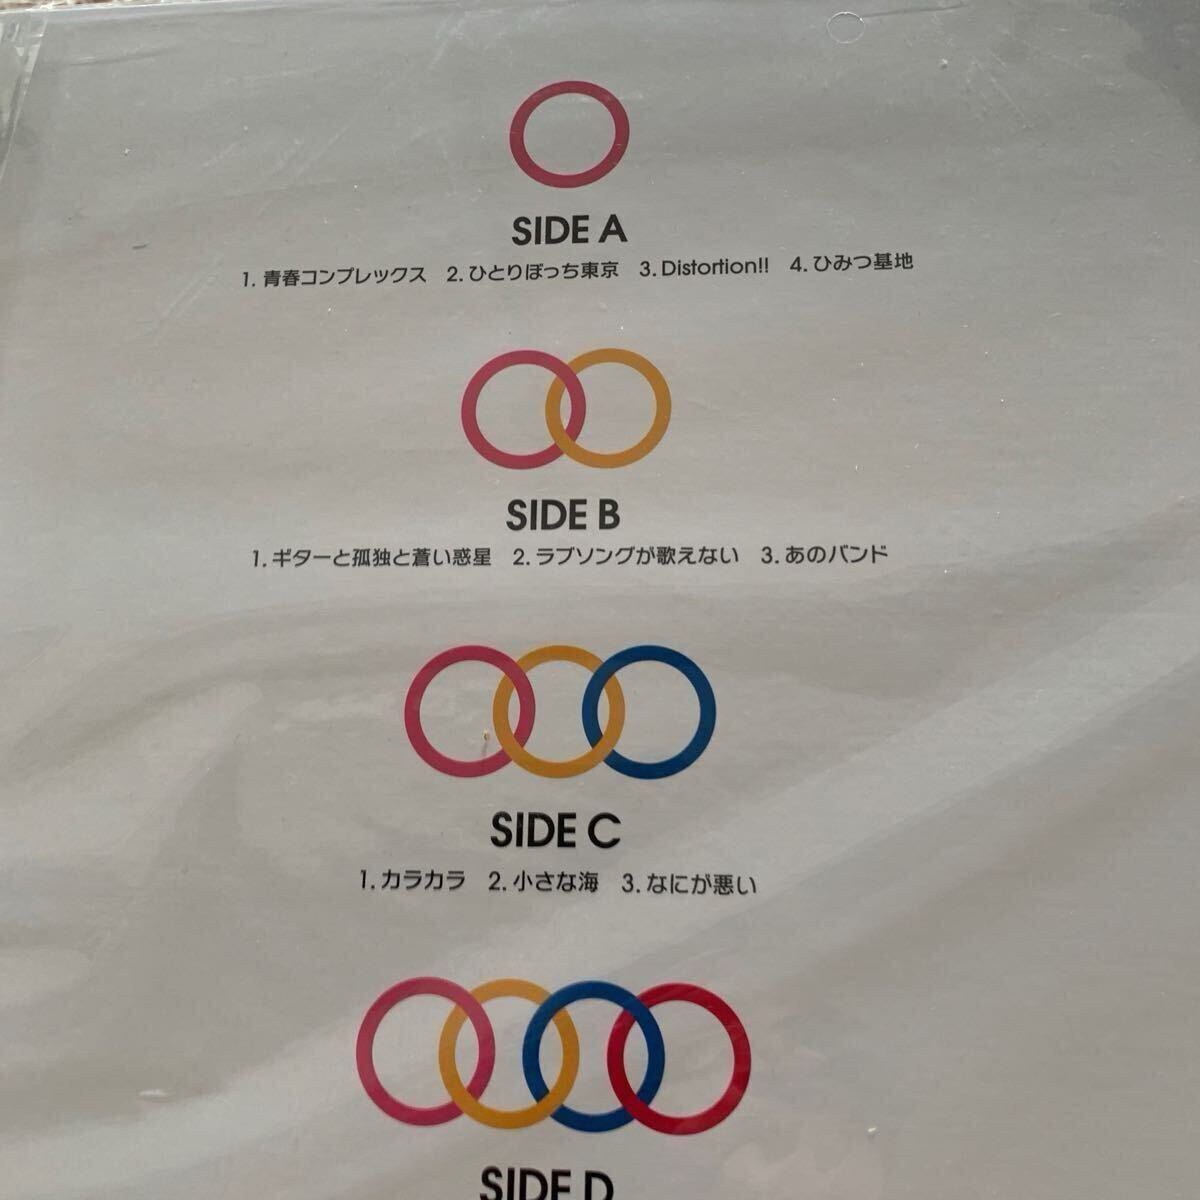 SIDE A
1. 青春コンプレックス 2. ひとりぼっち東京 3. Distortion!! 4. ひみつ基地
SIDE B
1. ギターと孤独と蒼い惑星 2. ラブソングが歌えない 3. あのバンド
SIDE C
1. カラカラ 2. 小さな海 3. なにが悪い
SIDE D